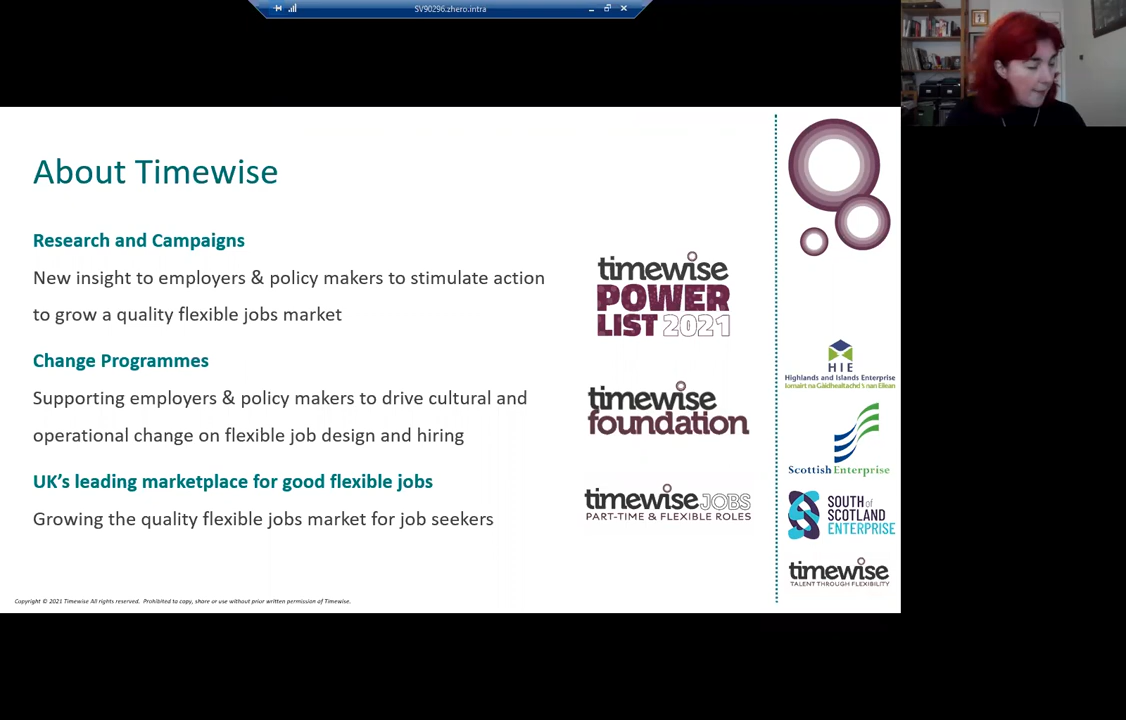 SV90296.zhero.intra
About Timewise
Research and Campaigns
New insight to employers & policy makers to stimulate action
to grow a quality flexible jobs market
Change Programmes
Supporting employers & policy makers to drive cultural and
operational change on flexible job design and hiring
UK's leading marketplace for good flexible jobs
Growing the quality flexible jobs market for job seekers
timewise
POWER
LIST 2021
timewise
foundation
timewise JOBS
PART-TIME & FLEXIBLE ROLES
HIE
Highlands and Islands Enterprise
Iomairt na Gàidhealtachd 's nan Eilean
Scottish Enterprise
SOUTH of
SCOTLAND
ENTERPRISE
timewise
TALENT THROUGH FLEXIBILITY
Copyright © 2021 Timewise All rights reserved. Prohibited to copy, share or use without prior written permission of Timewise.